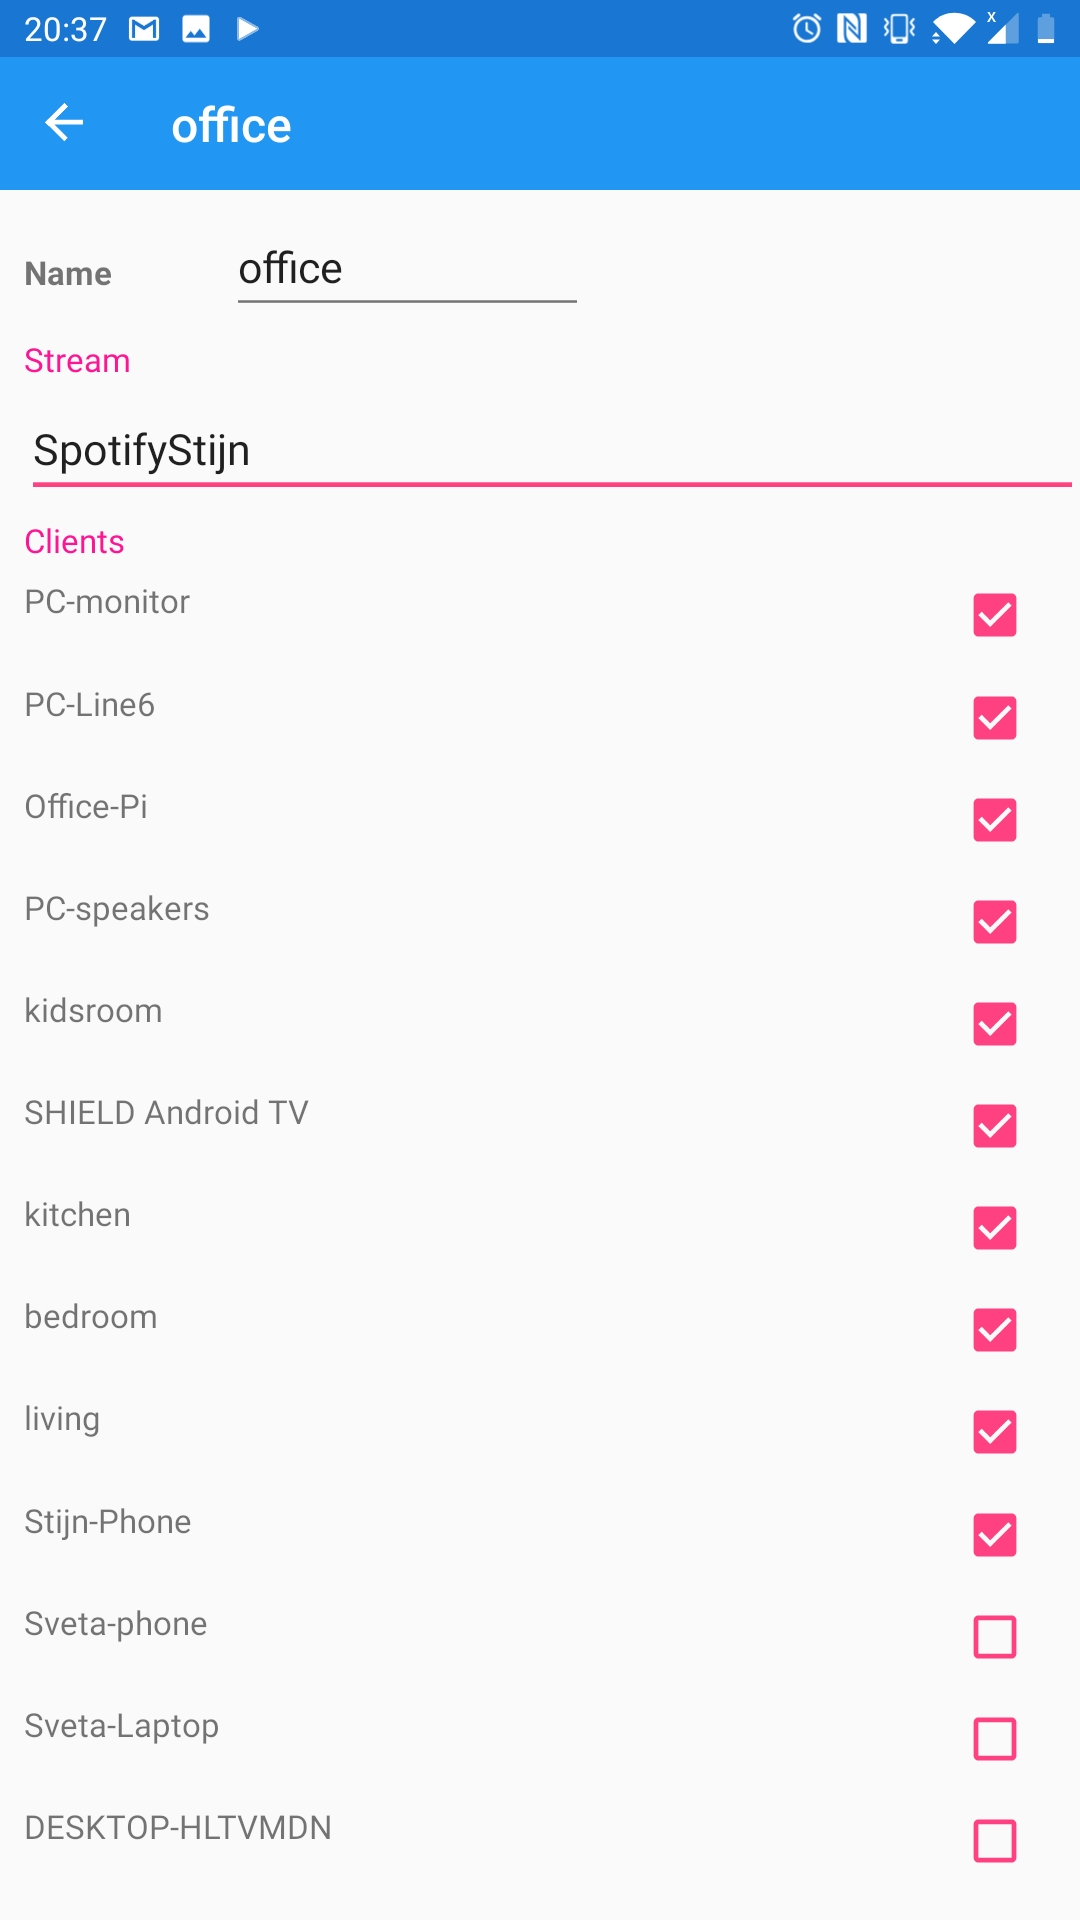 20:37
office
Name
office
Stream
SpotifyStijn
Clients
PC-monitor
PC-Line6
Office-Pi
PC-speakers
kidsroom
SHIELD Android TV
kitchen
bedroom
living
Stijn-Phone
Sveta-phone
Sveta-Laptop
DESKTOP-HLTVMDN